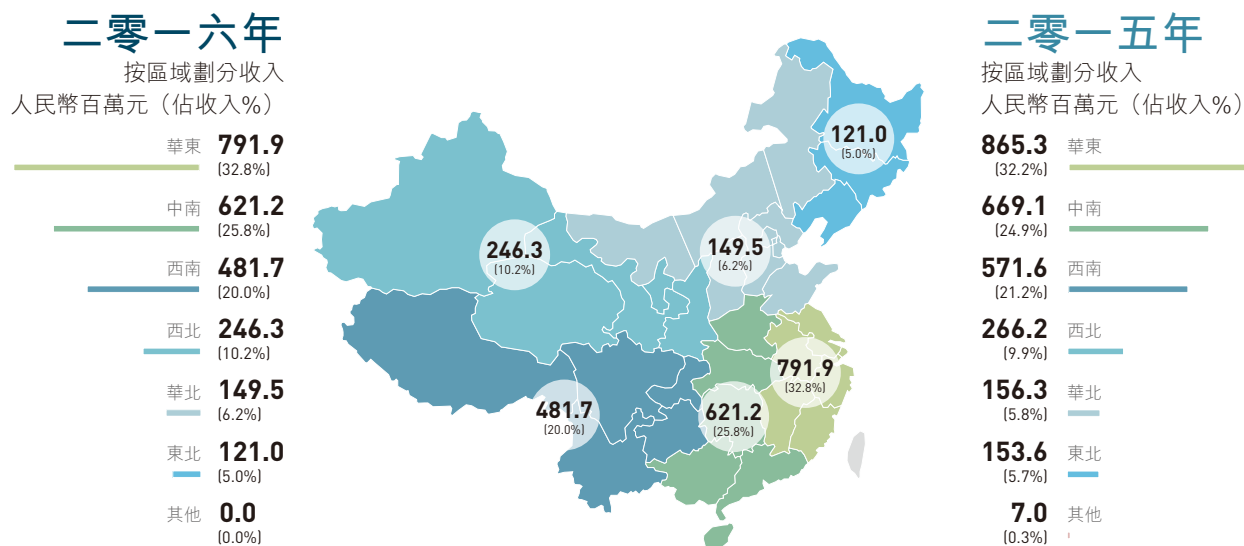 二零一六年
按區域劃分收入
人民幣百萬元（佔收入%）
華東 791.9
(32.8%)
中南 621.2
(25.8%)
西南 481.7
(20.0%)
西北 246.3
(10.2%)
華北 149.5
(6.2%)
東北 121.0
(5.0%)
其他 0.0
(0.0%)
121.0
(5.0%)
246.3
(10.2%)
149.5
(6.2%)
791.9
(32.8%)
481.7
(20.0%)
621.2
(25.8%)
二零一五年
按區域劃分收入
人民幣百萬元（佔收入%）
865.3 華東
(32.2%)
669.1 中南
(24.9%)
571.6 西南
(21.2%)
266.2 西北
(9.9%)
156.3 華北
(5.8%)
153.6 東北
(5.7%)
7.0 其他
(0.3%)